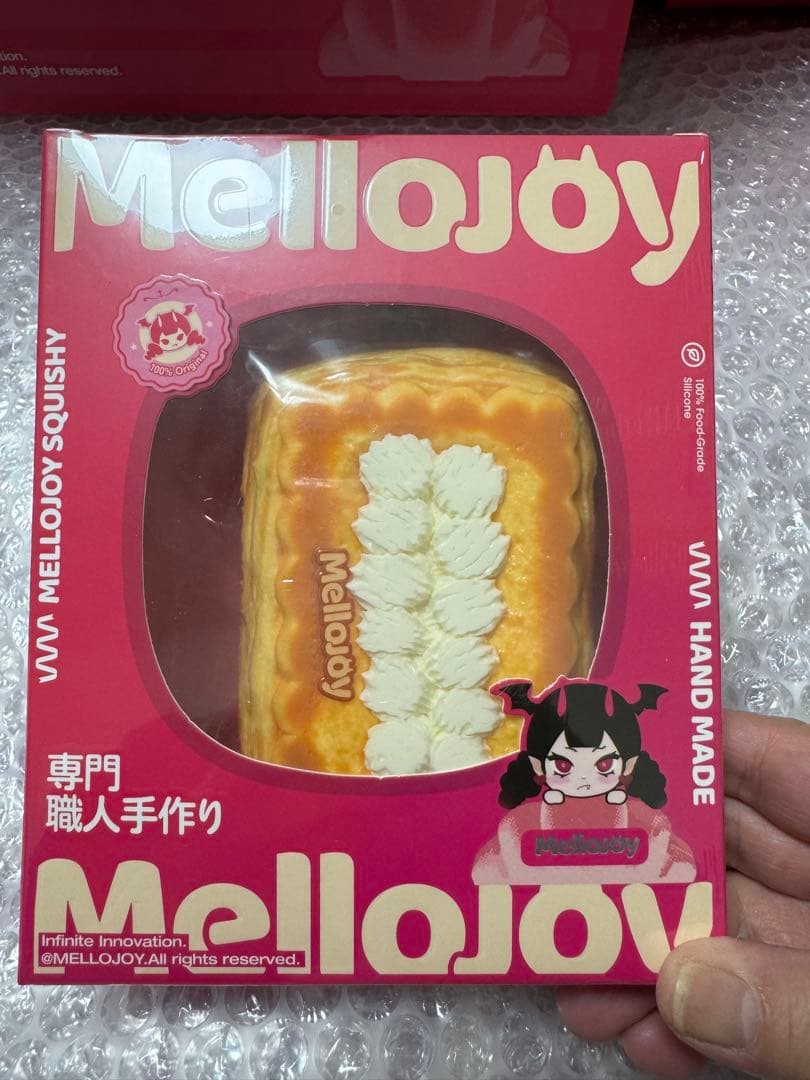 tion.
.All rights reserved.
Mellojoy
100% Original
MELLOJOY SQUISHY
100% Food-Grade
Silicone
Mellojoy
HAND MADE
専門
職人手作り
Mellojoy
Mellojoy
Infinite Innovation.
@MELLOJOY.All rights reserved.